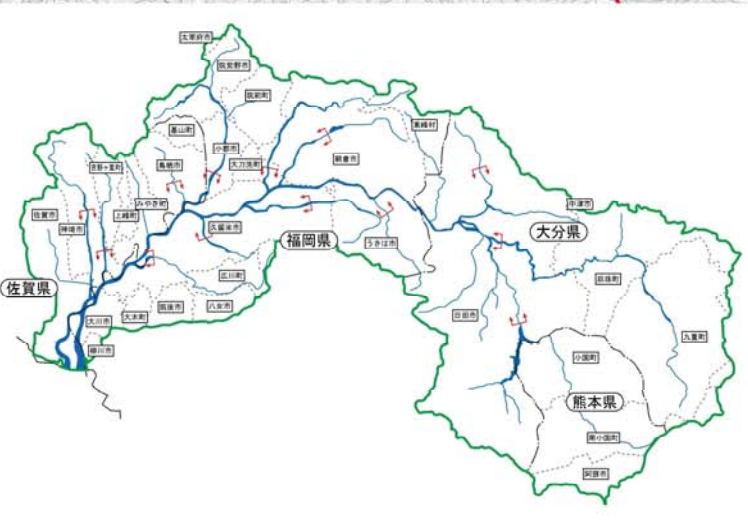 太宰府市
筑紫野市
筑前町
基山町
小郡市
東峰村
朝倉市
鳥栖市
大刀洗町
吉野ヶ里町
佐賀市
みやき町
上峰町
神埼市
中津市
大分県
久留米市
福岡県
うきは市
広川町
佐賀県
玖珠町
八女市
筑後市
大木町
大川市
日田市
九重町
柳川市
小国町
熊本県
南小国町
阿蘇市